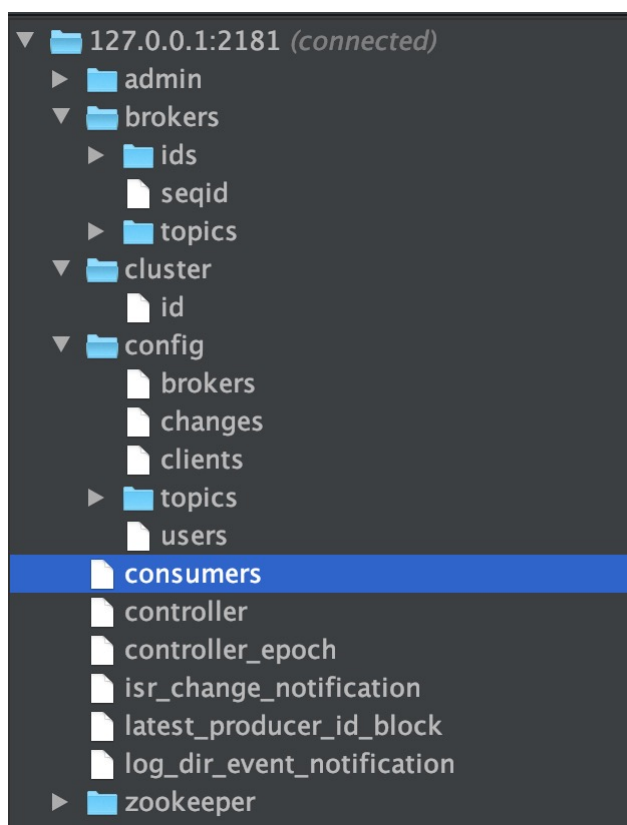 127.0.0.1:2181 (connected)
admin
brokers
ids
seqid
topics
cluster
id
config
brokers
changes
clients
topics
users
consumers
controller
controller_epoch
isr_change_notification
latest_producer_id_block
log_dir_event_notification
zookeeper